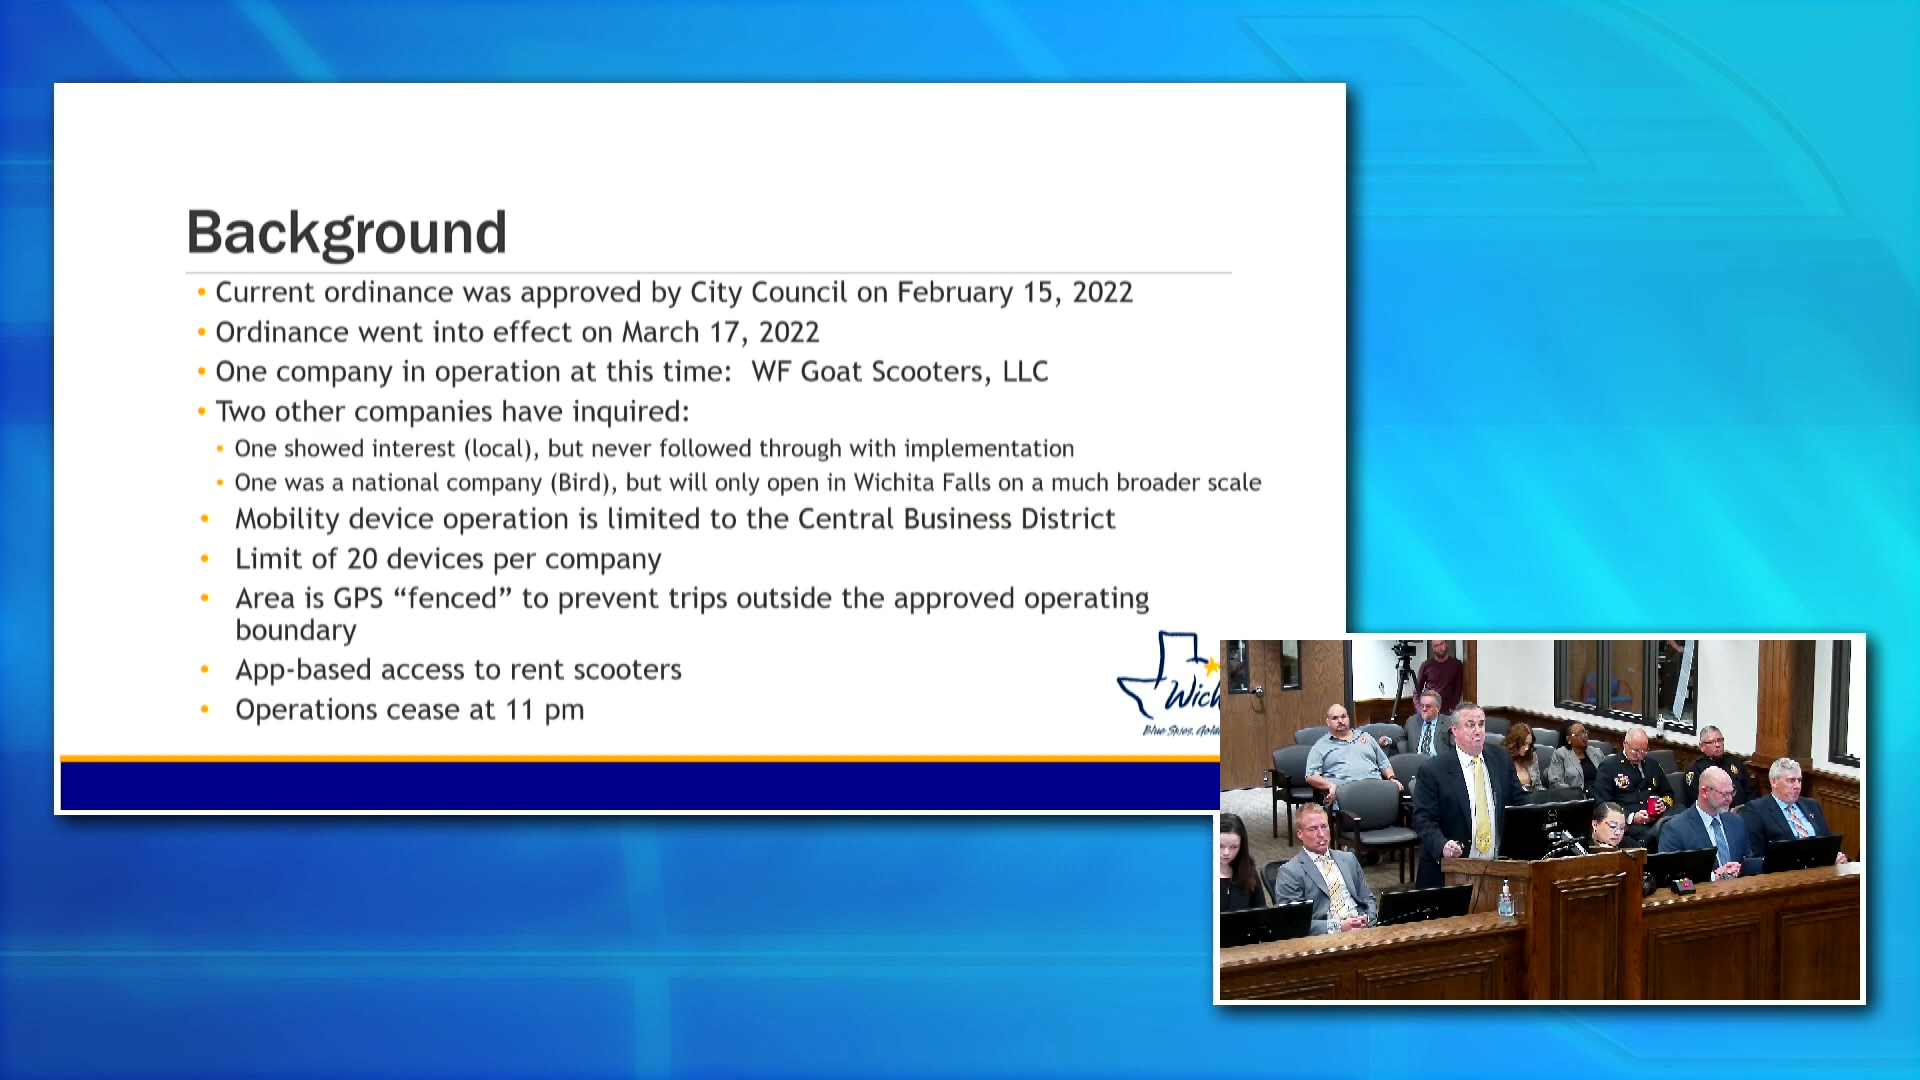 Background
• Current ordinance was approved by City Council on February 15, 2022
• Ordinance went into effect on March 17, 2022
• One company in operation at this time:  WF Goat Scooters, LLC
• Two other companies have inquired:
• One showed interest (local), but never followed through with implementation
• One was a national company (Bird), but will only open in Wichita Falls on a much broader scale
• Mobility device operation is limited to the Central Business District
• Limit of 20 devices per company
• Area is GPS “fenced” to prevent trips outside the approved operating
boundary
• App-based access to rent scooters
• Operations cease at 11 pm
Wich
Blue Skies. Gold